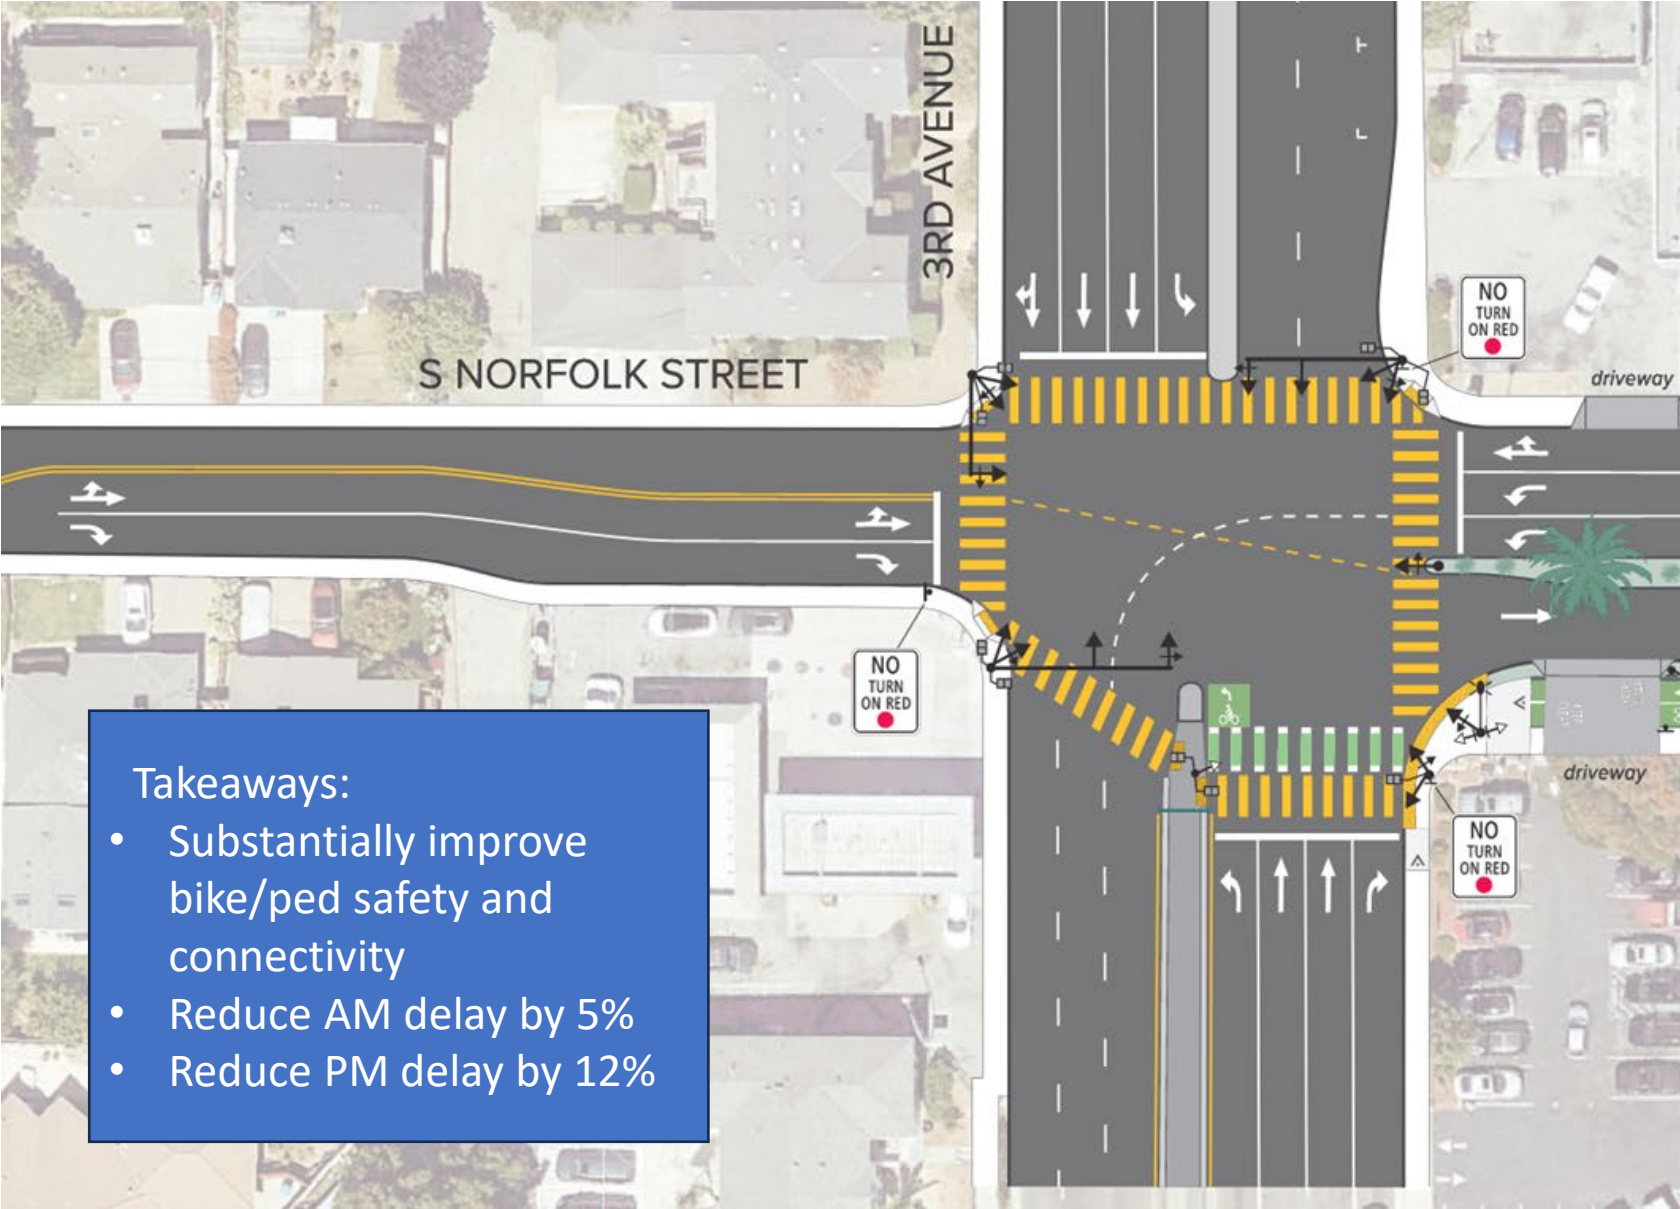 3RD AVENUE
S NORFOLK STREET
NO
TURN
ON RED
driveway
NO
TURN
ON RED
driveway
NO
TURN
ON RED
Takeaways:
• Substantially improve
bike/ped safety and
connectivity
• Reduce AM delay by 5%
• Reduce PM delay by 12%